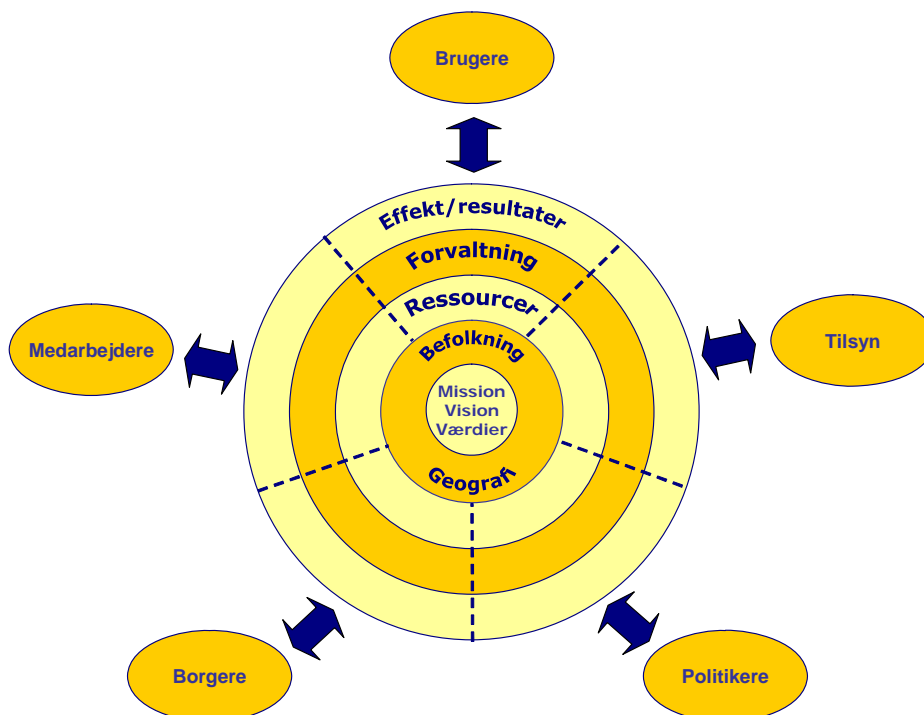 Brugere
Effekt/resultater
Forvaltning
Ressourcer
Befolkning
Mission
Vision
Værdier
Geografi
Medarbejdere
Tilsyn
Borgere
Politikere